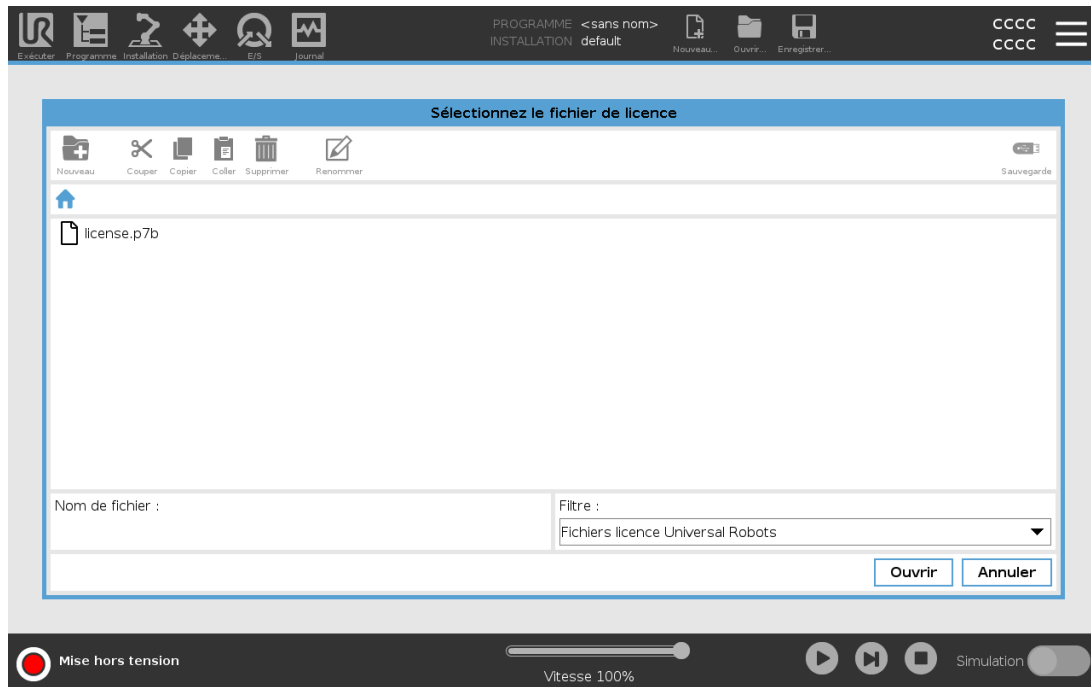 PROGRAMME <sans nom>
INSTALLATION default
CCCC
CCCC
Exécuter Programme Installation Déplaceme... E/S Journal
Nouveau... Ouvrir... Enregistrer...
Sélectionnez le fichier de licence
Nouveau Couper Copier Coller Supprimer Renommer Sauvegarde
license.p7b
Nom de fichier :
Filtre :
Fichiers licence Universal Robots
Ouvrir Annuler
Mise hors tension
Vitesse 100%
Simulation